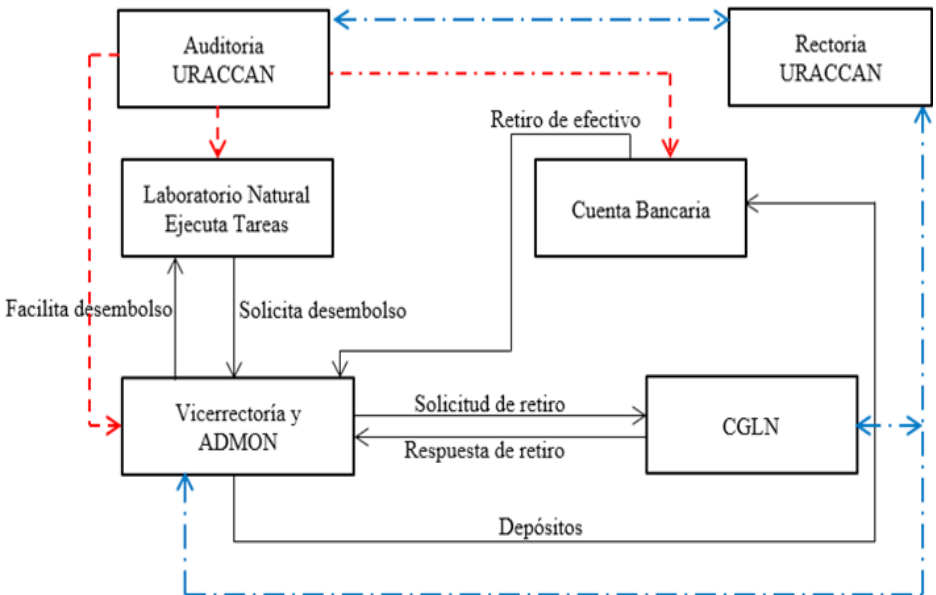 Auditoria
URACCAN
Rectoria
URACCAN
Retiro de efectivo
Laboratorio Natural
Ejecuta Tareas
Cuenta Bancaria
Facilita desembolso
Solicita desembolso
Vicerrectoría y
ADMON
Solicitud de retiro
Respuesta de retiro
CGLN
Depósitos